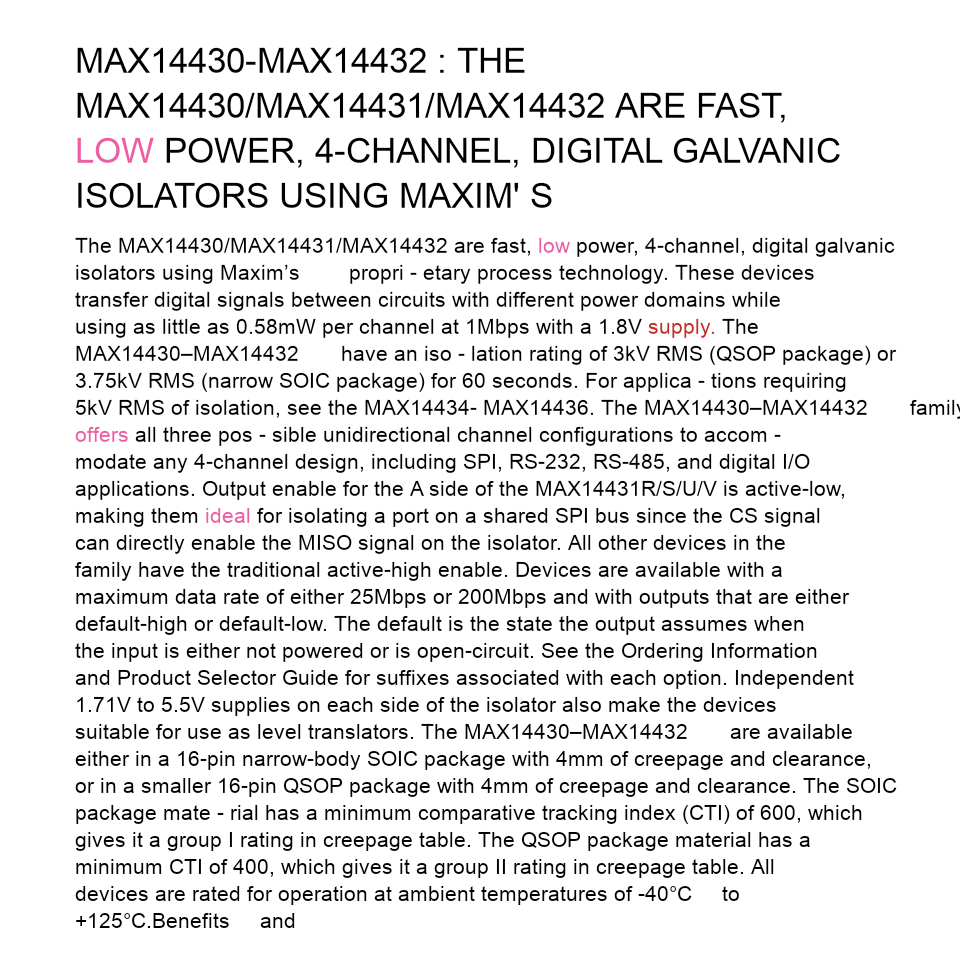 MAX14430-MAX14432 : THE
MAX14430/MAX14431/MAX14432 ARE FAST,
LOW POWER, 4-CHANNEL, DIGITAL GALVANIC
ISOLATORS USING MAXIM' S
The MAX14430/MAX14431/MAX14432 are fast, low power, 4-channel, digital galvanic
isolators using Maxim’s propri - etary process technology. These devices
transfer digital signals between circuits with different power domains while
using as little as 0.58mW per channel at 1Mbps with a 1.8V supply. The
MAX14430–MAX14432 have an iso - lation rating of 3kV RMS (QSOP package) or
3.75kV RMS (narrow SOIC package) for 60 seconds. For applica - tions requiring
5kV RMS of isolation, see the MAX14434- MAX14436. The MAX14430–MAX14432 family
offers all three pos - sible unidirectional channel configurations to accom -
modate any 4-channel design, including SPI, RS-232, RS-485, and digital I/O
applications. Output enable for the A side of the MAX14431R/S/U/V is active-low,
making them ideal for isolating a port on a shared SPI bus since the CS signal
can directly enable the MISO signal on the isolator. All other devices in the
family have the traditional active-high enable. Devices are available with a
maximum data rate of either 25Mbps or 200Mbps and with outputs that are either
default-high or default-low. The default is the state the output assumes when
the input is either not powered or is open-circuit. See the Ordering Information
and Product Selector Guide for suffixes associated with each option. Independent
1.71V to 5.5V supplies on each side of the isolator also make the devices
suitable for use as level translators. The MAX14430–MAX14432 are available
either in a 16-pin narrow-body SOIC package with 4mm of creepage and clearance,
or in a smaller 16-pin QSOP package with 4mm of creepage and clearance. The SOIC
package mate - rial has a minimum comparative tracking index (CTI) of 600, which
gives it a group I rating in creepage table. The QSOP package material has a
minimum CTI of 400, which gives it a group II rating in creepage table. All
devices are rated for operation at ambient temperatures of -40°C to
+125°C.Benefits and